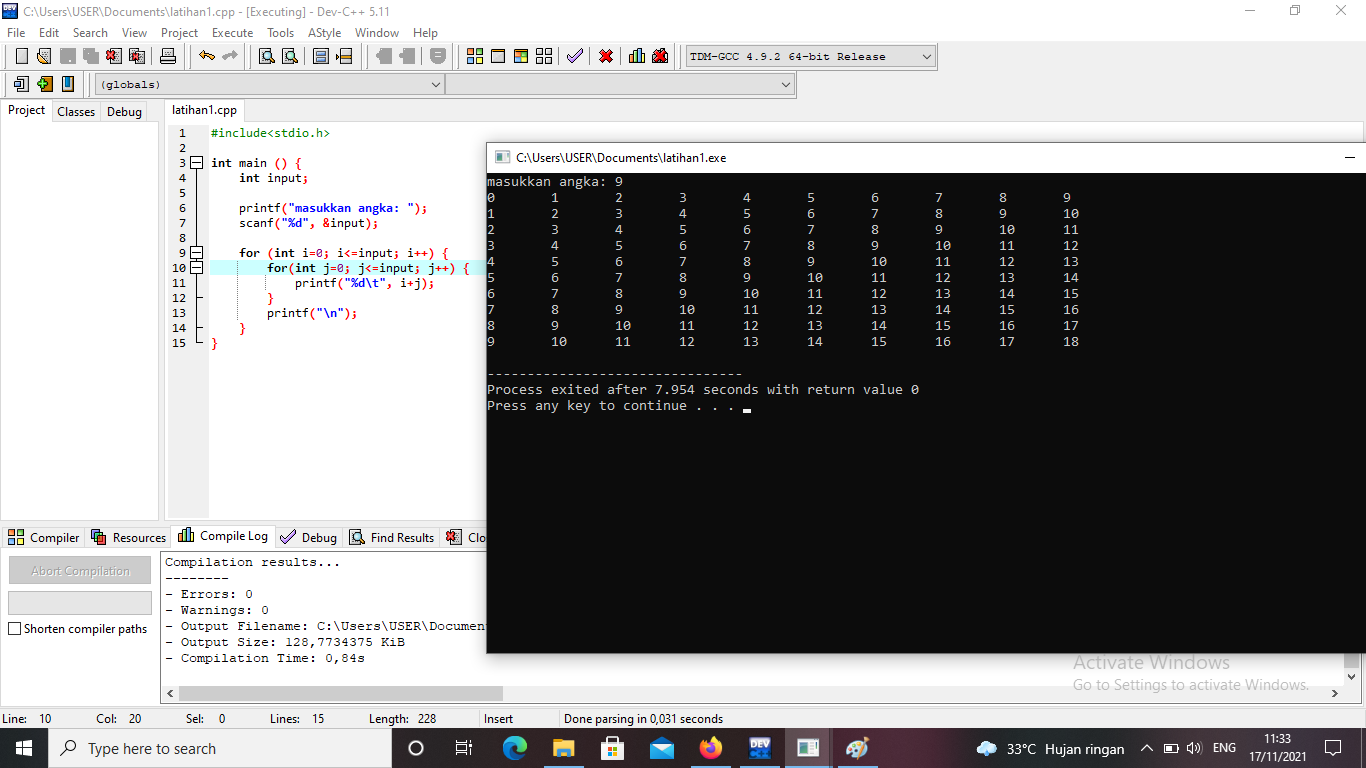 C:\Users\USER\Documents\latihan1.cpp - [Executing] - Dev-C++ 5.11
File Edit Search View Project Execute Tools AStyle Window Help
TDM-GCC 4.9.2 64-bit Release
(globals)
Project Classes Debug
latihan1.cpp
1 #include<stdio.h>
2
3 int main () {
4 int input;
5
6 printf("masukkan angka: ");
7 scanf("%d", &input);
8
9 for (int i=0; i<=input; i++) {
10 for(int j=0; j<=input; j++) {
11 printf("%d\t", i+j);
12 }
13 printf("\n");
14 }
15 }
C:\Users\USER\Documents\latihan1.exe
masukkan angka: 9
0 1 2 3 4 5 6 7 8 9
1 2 3 4 5 6 7 8 9 10
2 3 4 5 6 7 8 9 10 11
3 4 5 6 7 8 9 10 11 12
4 5 6 7 8 9 10 11 12 13
5 6 7 8 9 10 11 12 13 14
6 7 8 9 10 11 12 13 14 15
7 8 9 10 11 12 13 14 15 16
8 9 10 11 12 13 14 15 16 17
9 10 11 12 13 14 15 16 17 18
--------------------------------
Process exited after 7.954 seconds with return value 0
Press any key to continue . . .
Compiler Resources Compile Log Debug Find Results Clo
Abort Compilation
Shorten compiler paths
Compilation results...
--------
- Errors: 0
- Warnings: 0
- Output Filename: C:\Users\USER\Documen
- Output Size: 128,7734375 KiB
- Compilation Time: 0,84s
Activate Windows
Go to Settings to activate Windows.
Line: 10 Col: 20 Sel: 0 Lines: 15 Length: 228 Insert Done parsing in 0,031 seconds
Type here to search
DEV
33°C Hujan ringan
ENG
11:33
17/11/2021